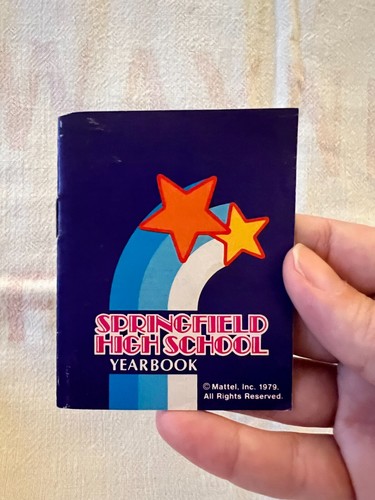 SPRINGFIELD
HIGH SCHOOL
YEARBOOK
© Mattel, Inc. 1979.
All Rights Reserved.